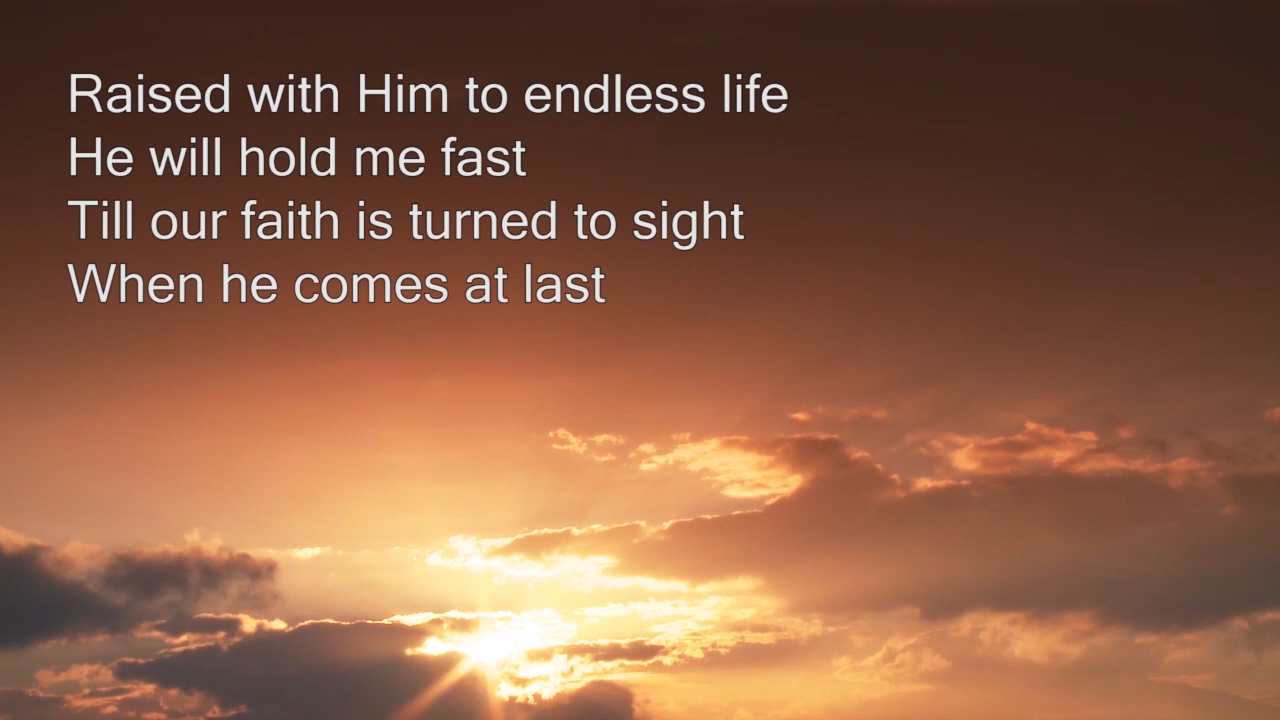 Raised with Him to endless life
He will hold me fast
Till our faith is turned to sight
When he comes at last